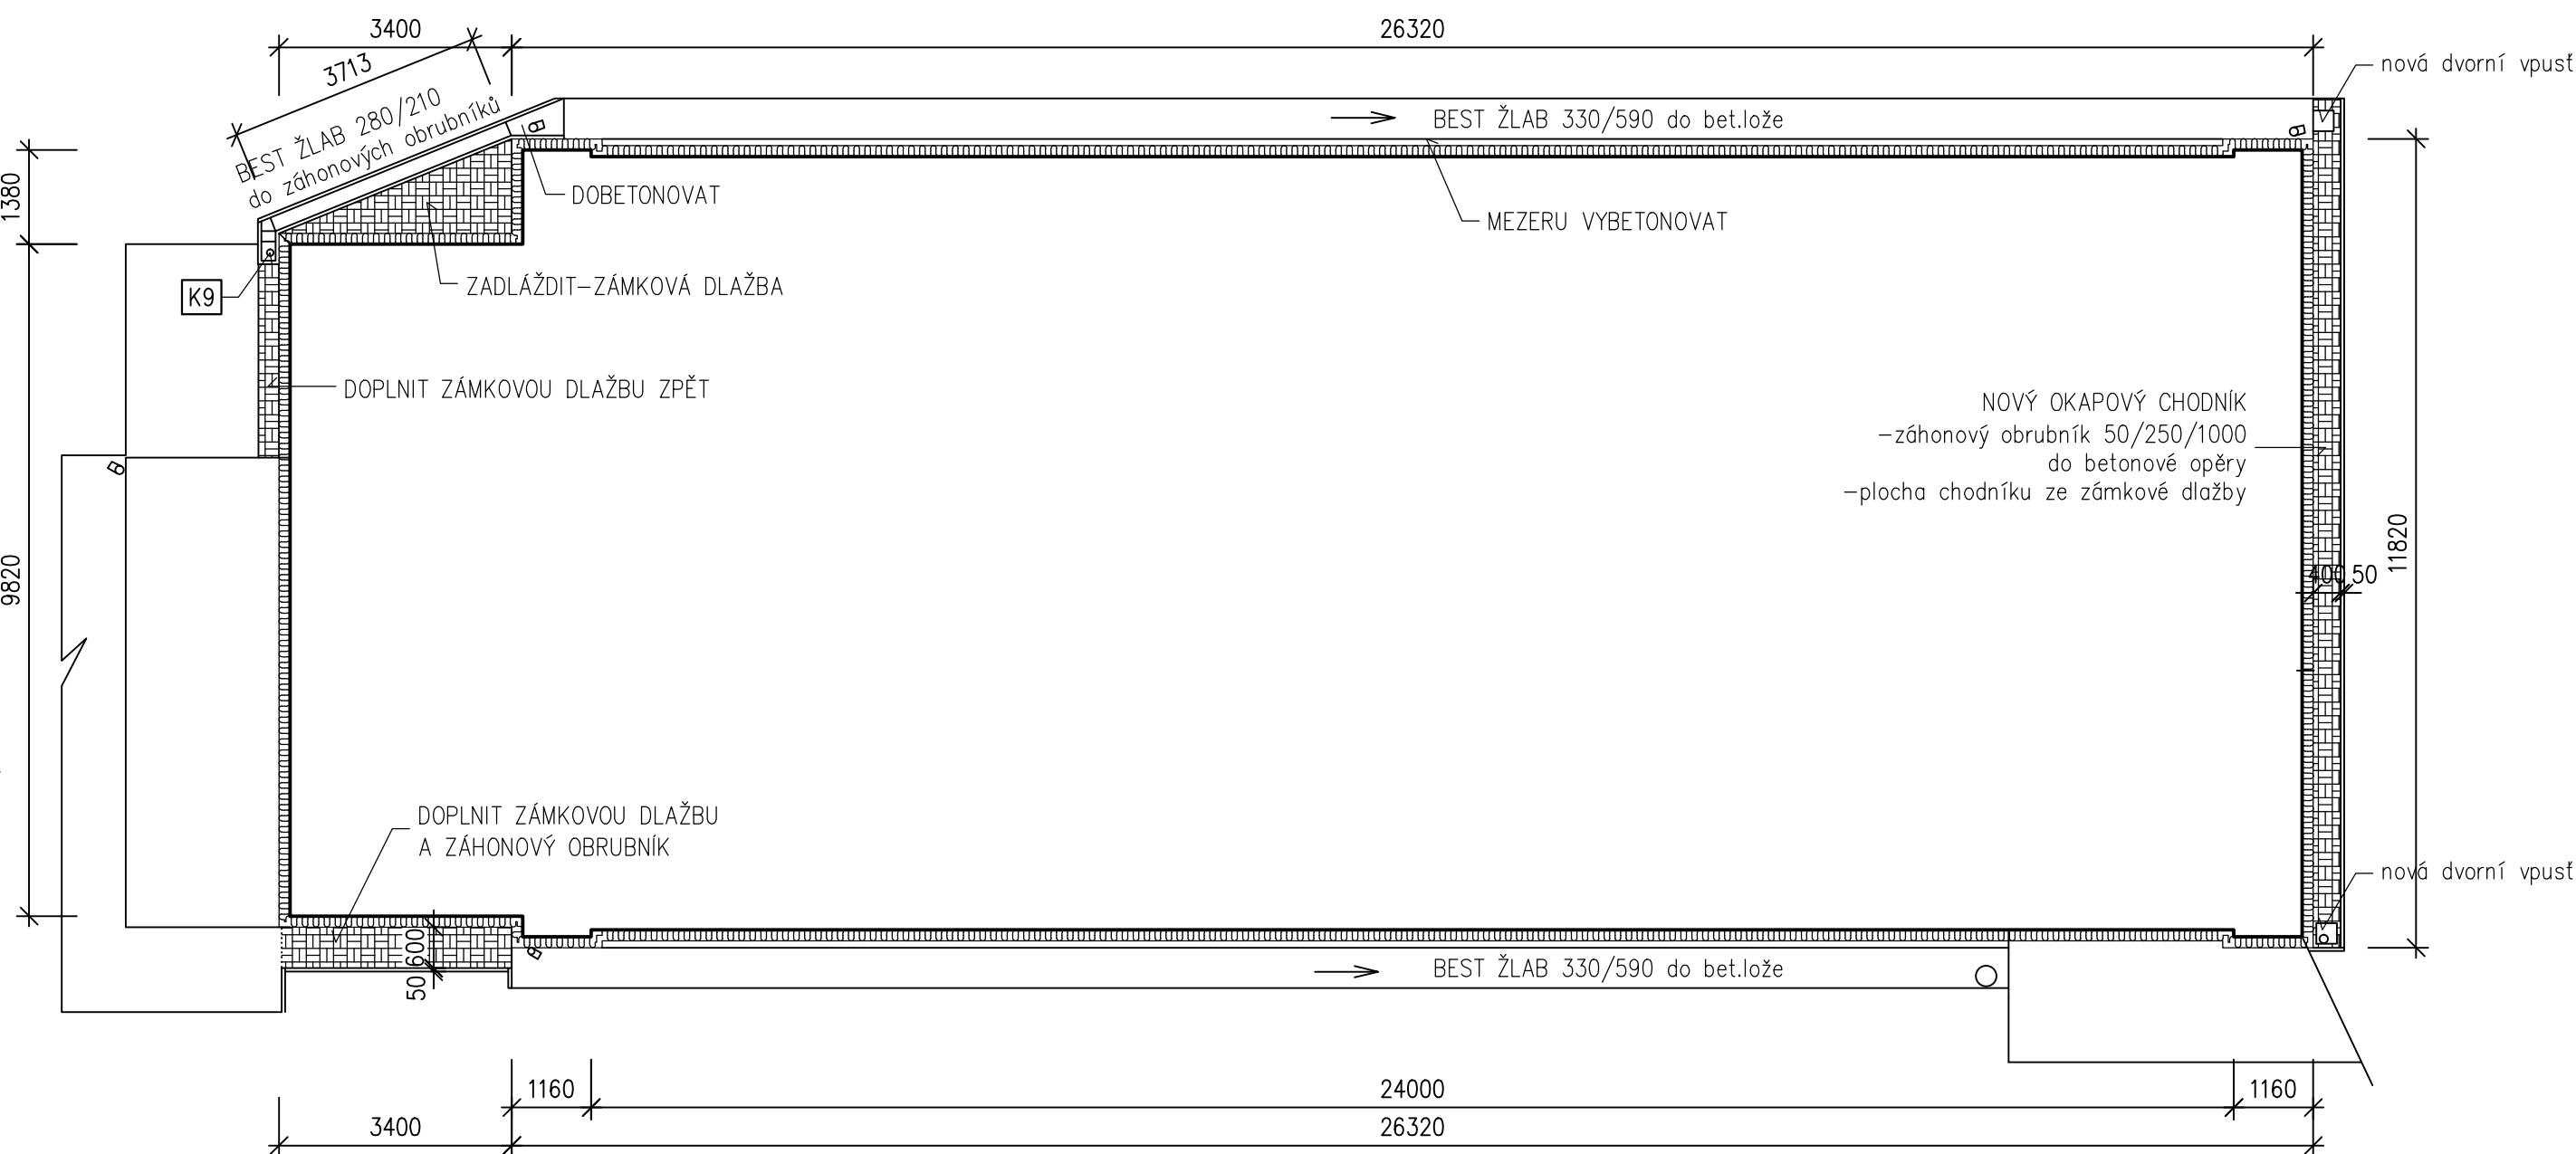 3400
26320
3713
nová dvorní vpusť
BEST ŽLAB 280/210
do záhonových obrubníků
BEST ŽLAB 330/590 do bet.lože
1380
DOBETONOVAT
MEZERU VYBETONOVAT
K9
ZADLÁŽDIT-ZÁMKOVÁ DLAŽBA
DOPLNIT ZÁMKOVOU DLAŽBU ZPĚT
NOVÝ OKAPOVÝ CHODNÍK
-záhonový obrubník 50/250/1000
do betonové opěry
-plocha chodníku ze zámkové dlažby
9820
11820
400 50
DOPLNIT ZÁMKOVOU DLAŽBU
A ZÁHONOVÝ OBRUBNÍK
nová dvorní vpusť
50 600
BEST ŽLAB 330/590 do bet.lože
1160
24000
1160
3400
26320